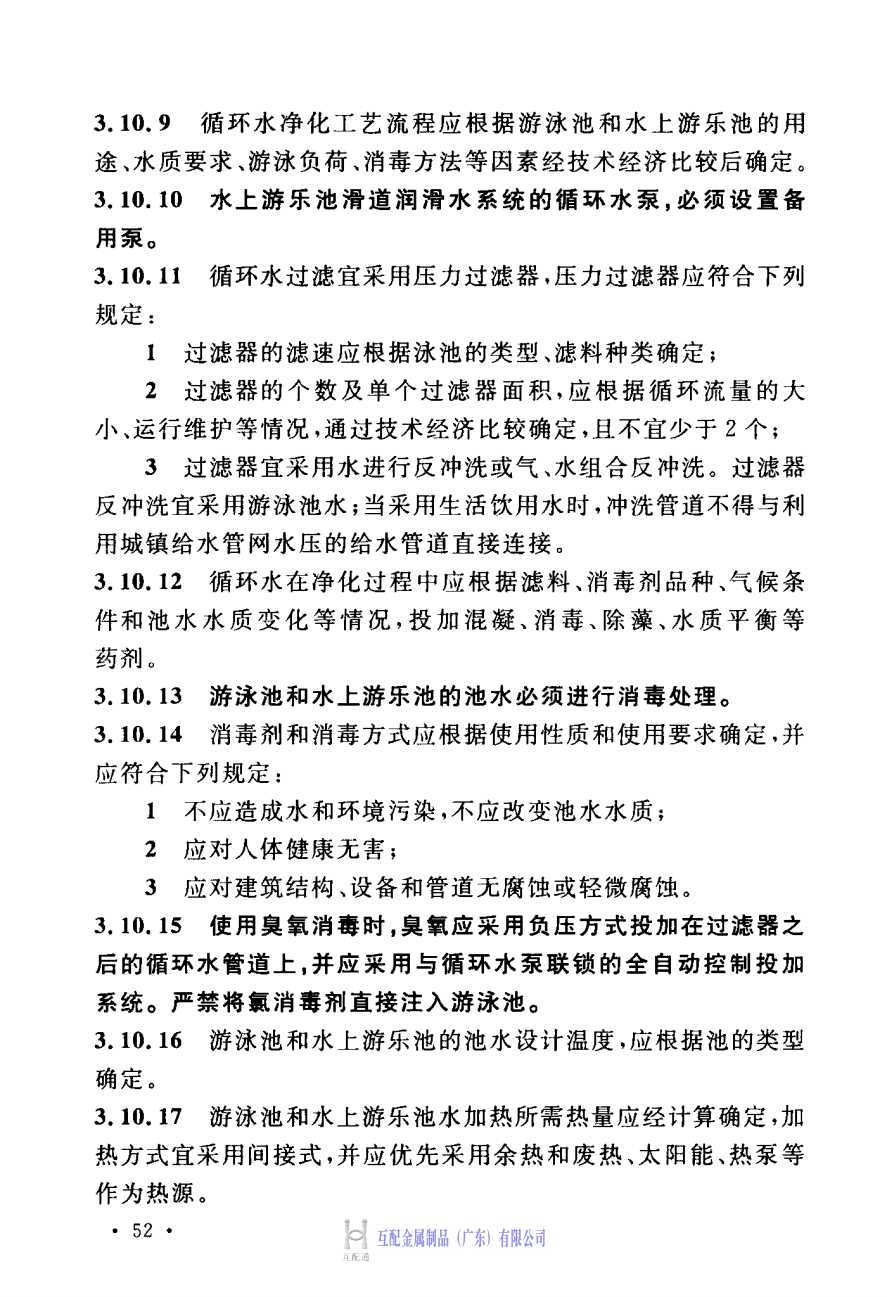 3.10.9 循环水净化工艺流程应根据游泳池和水上游乐池的用
途、水质要求、游泳负荷、消毒方法等因素经技术经济比较后确定。
3.10.10 水上游乐池滑道润滑水系统的循环水泵,必须设置备
用泵。
3.10.11 循环水过滤宜采用压力过滤器,压力过滤器应符合下列
规定:
1 过滤器的滤速应根据泳池的类型、滤料种类确定;
2 过滤器的个数及单个过滤器面积,应根据循环流量的大
小、运行维护等情况,通过技术经济比较确定,且不宜少于2个;
3 过滤器宜采用水进行反冲洗或气、水组合反冲洗。过滤器
反冲洗宜采用游泳池水;当采用生活饮用水时,冲洗管道不得与利
用城镇给水管网水压的给水管道直接连接。
3.10.12 循环水在净化过程中应根据滤料、消毒剂品种、气候条
件和池水水质变化等情况,投加混凝、消毒、除藻、水质平衡等
药剂。
3.10.13 游泳池和水上游乐池的池水必须进行消毒处理。
3.10.14 消毒剂和消毒方式应根据使用性质和使用要求确定,并
应符合下列规定:
1 不应造成水和环境污染,不应改变池水水质;
2 应对人体健康无害;
3 应对建筑结构、设备和管道无腐蚀或轻微腐蚀。
3.10.15 使用臭氧消毒时,臭氧应采用负压方式投加在过滤器之
后的循环水管道上,并应采用与循环水泵联锁的全自动控制投加
系统。严禁将氯消毒剂直接注入游泳池。
3.10.16 游泳池和水上游乐池的池水设计温度,应根据池的类型
确定。
3.10.17 游泳池和水上游乐池水加热所需热量应经计算确定,加
热方式宜采用间接式,并应优先采用余热和废热、太阳能、热泵等
作为热源。
· 52 ·
互配通
互配金属制品（广东）有限公司